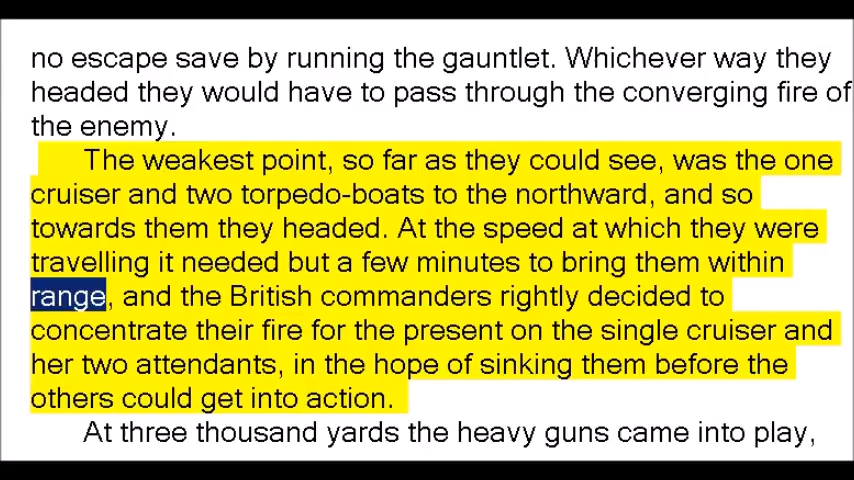 no escape save by running the gauntlet. Whichever way they
headed they would have to pass through the converging fire of
the enemy.
The weakest point, so far as they could see, was the one
cruiser and two torpedo-boats to the northward, and so
towards them they headed. At the speed at which they were
travelling it needed but a few minutes to bring them within
range, and the British commanders rightly decided to
concentrate their fire for the present on the single cruiser and
her two attendants, in the hope of sinking them before the
others could get into action.
At three thousand yards the heavy guns came into play,